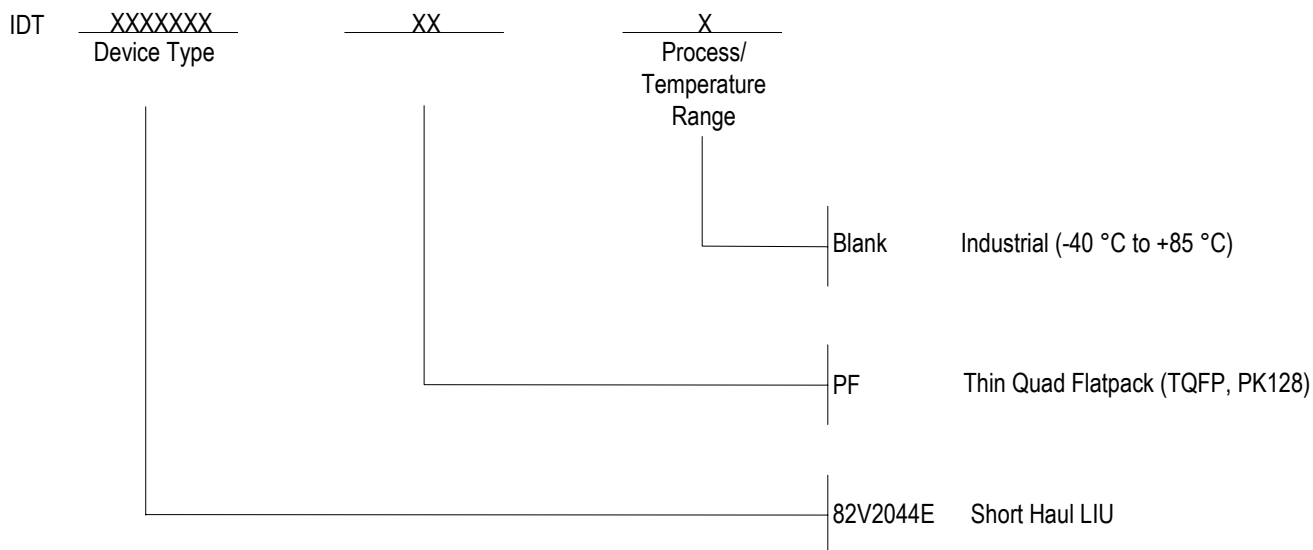 IDT XXXXXXX XX X
Device Type Process/
Temperature
Range
Blank Industrial (-40 °C to +85 °C)
PF Thin Quad Flatpack (TQFP, PK128)
82V2044E Short Haul LIU